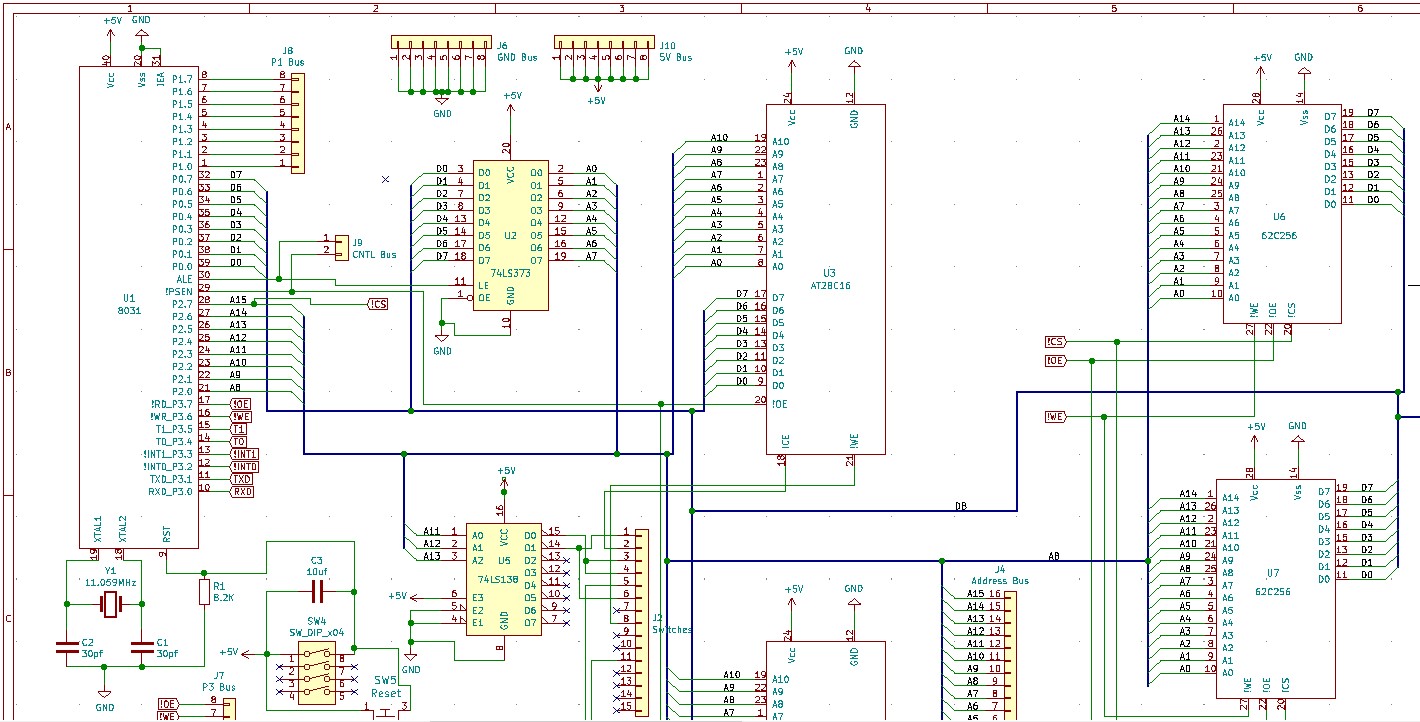 1 2 3 4 5 6
A
B
C
A
B
C
+5V GND
40 20 31
Vcc Vss !EA
U1
8031
P1.7 8
P1.6 7
P1.5 6
P1.4 5
P1.3 4
P1.2 3
P1.1 2
P1.0 1
P0.7 32 D7
P0.6 33 D6
P0.5 34 D5
P0.4 35 D4
P0.3 36 D3
P0.2 37 D2
P0.1 38 D1
P0.0 39 D0
ALE 30
!PSEN 29
P2.7 28 A15
P2.6 27 A14
P2.5 26 A13
P2.4 25 A12
P2.3 24 A11
P2.2 23 A10
P2.1 22 A9
P2.0 21 A8
!RD_P3.7 17 !OE
!WR_P3.6 16 !WE
T1_P3.5 15 T1
T0_P3.4 14 T0
!INT1_P3.3 13 !INT1
!INT0_P3.2 12 !INT0
TXD_P3.1 11 TXD
RXD_P3.0 10 RXD
XTAL1 XTAL2 RST
19 18 9
J8
P1 Bus
8
7
6
5
4
3
2
1
J9
CNTL Bus
1
2
!CS
J6
GND Bus
1 2 3 4 5 6 7 8
GND
J10
5V Bus
1 2 3 4 5 6 7 8
+5V
+5V
20
VCC
U2
74LS373
D0 3 D0 O0 2 A0
D1 4 D1 O1 5 A1
D2 7 D2 O2 6 A2
D3 8 D3 O3 9 A3
D4 13 D4 O4 12 A4
D5 14 D5 O5 15 A5
D6 17 D6 O6 16 A6
D7 18 D7 O7 19 A7
11 LE
1 OE
GND
10
GND
+5V GND
24 12
Vcc GND
U3
AT28C16
A10 19 A10
A9 22 A9
A8 23 A8
A7 1 A7
A6 2 A6
A5 3 A5
A4 4 A4
A3 5 A3
A2 6 A2
A1 7 A1
A0 8 A0
D7 17 D7
D6 16 D6
D5 15 D5
D4 14 D4
D3 13 D3
D2 11 D2
D1 10 D1
D0 9 D0
20 !OE
!CE !WE
18 21
+5V GND
28 14
Vcc Vss
U6
62C256
A14 1 A14
A13 26 A13
A12 2 A12
A11 23 A11
A10 21 A10
A9 24 A9
A8 25 A8
A7 3 A7
A6 4 A6
A5 5 A5
A4 6 A4
A3 7 A3
A2 8 A2
A1 9 A1
A0 10 A0
D7 19 D7
D6 18 D6
D5 17 D5
D4 16 D4
D3 15 D3
D2 13 D2
D1 12 D1
D0 11 D0
!WE !OE !CS
27 22 20
!CS
!OE
!WE
+5V GND
28 14
Vcc Vss
U7
62C256
A14 1 A14
A13 26 A13
A12 2 A12
A11 23 A11
A10 21 A10
A9 24 A9
A8 25 A8
A7 3 A7
A6 4 A6
A5 5 A5
A4 6 A4
A3 7 A3
A2 8 A2
A1 9 A1
A0 10 A0
D7 19 D7
D6 18 D6
D5 17 D5
D4 16 D4
D3 15 D3
D2 13 D2
D1 12 D1
D0 11 D0
!WE !OE !CS
27 22 20
DB
AB
+5V
16
VCC
U5
74LS138
A11 1 A0
A12 2 A1
A13 3 A2
+5V 6 E3
5 E2
4 E1
O0 15
O1 14
O2 13
O3 12
O4 11
O5 10
O6 9
O7 7
GND
8
GND
J2
Switches
1
2
3
4
5
6
7
8
9
10
11
12
13
14
15
+5V GND
24 12
Vcc GND
A10 19 A10
A9 22 A9
A8 23 A8
A7 1 A7
J4
Address Bus
A15 16
A14 15
A13 14
A12 13
A13 12
A11 11
A10 10
A9 9
A8 8
A7 7
A6 6
Y1
11.059MHz
C2
30pf
C1
30pf
GND
R1
8.2K
C3
10uf
SW4
SW_DIP_x04
+5V
1 8
2 7
3 6
4 5
SW5
Reset
1 3
J7
P3 Bus
!OE 8
!WE 7